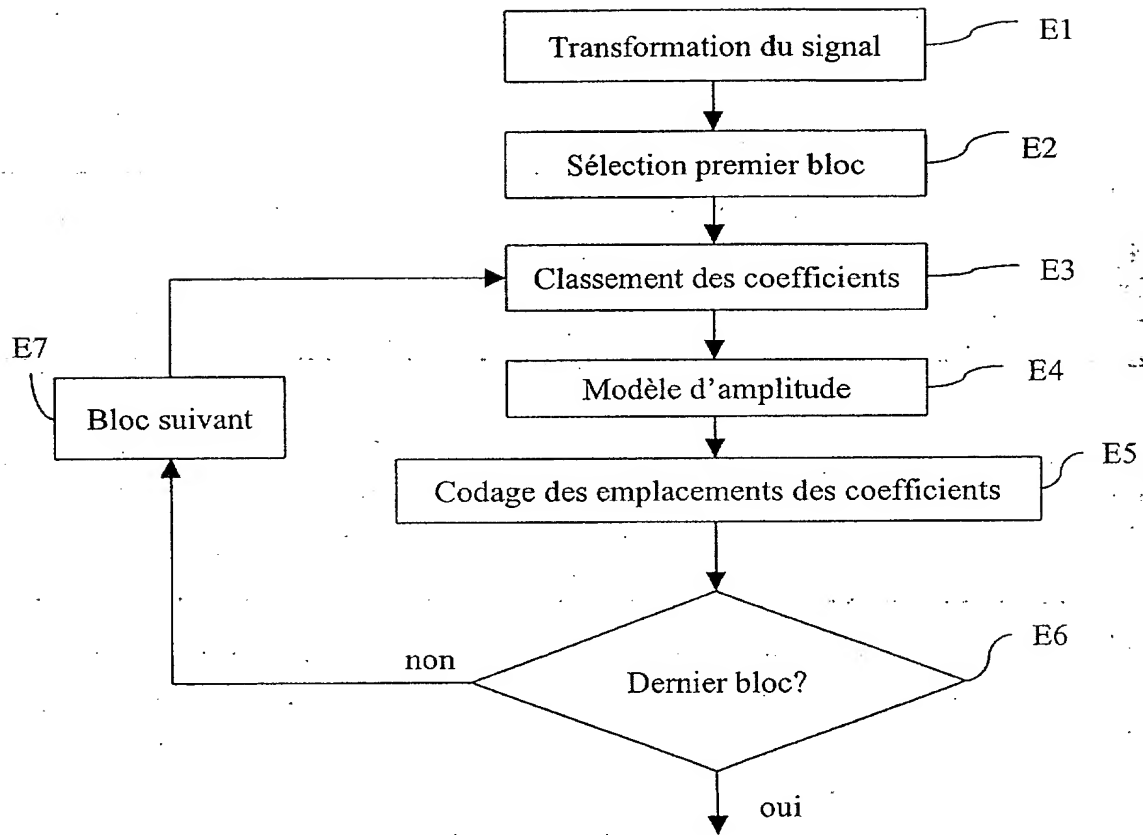 Transformation du signal
E1
Sélection premier bloc
E2
Classement des coefficients
E3
Modèle d'amplitude
E4
E7
Bloc suivant
Codage des emplacements des coefficients
E5
Dernier bloc?
E6
non
oui